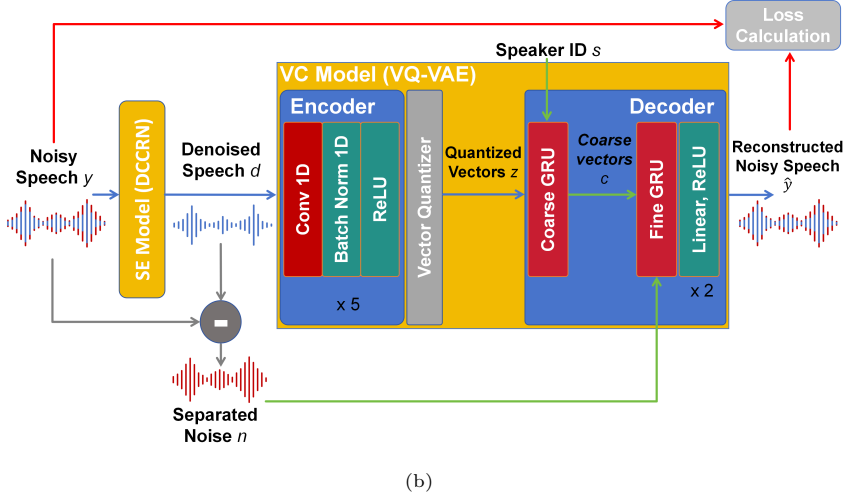 Loss
Calculation
Speaker ID s
VC Model (VQ-VAE)
Encoder
Decoder
Noisy
Speech y
SE Model (DCCRN)
Denoised
Speech d
Conv 1D
Batch Norm 1D
ReLU
x 5
Vector Quantizer
Quantized
Vectors z
Coarse GRU
Coarse
vectors
c
Fine GRU
Linear, ReLU
x 2
Reconstructed
Noisy Speech
ŷ
-
Separated
Noise n
(b)